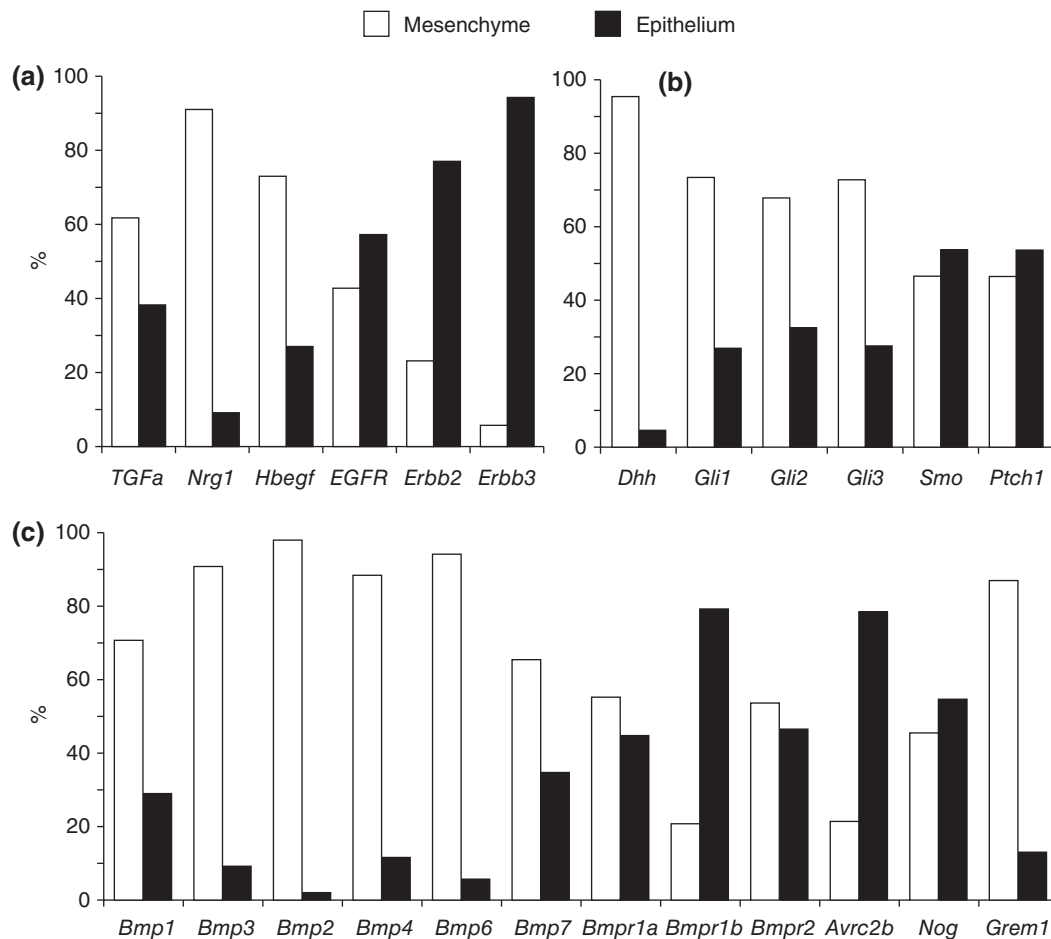 Mesenchyme Epithelium
(a)
100
80
60
40
20
0
%
TGFa Nrg1 Hbegf EGFR Erbb2 Erbb3
(b)
100
80
60
40
20
0
Dhh Gli1 Gli2 Gli3 Smo Ptch1
(c)
100
80
60
40
20
0
%
Bmp1 Bmp3 Bmp2 Bmp4 Bmp6 Bmp7 Bmpr1a Bmpr1b Bmpr2 Avrc2b Nog Grem1